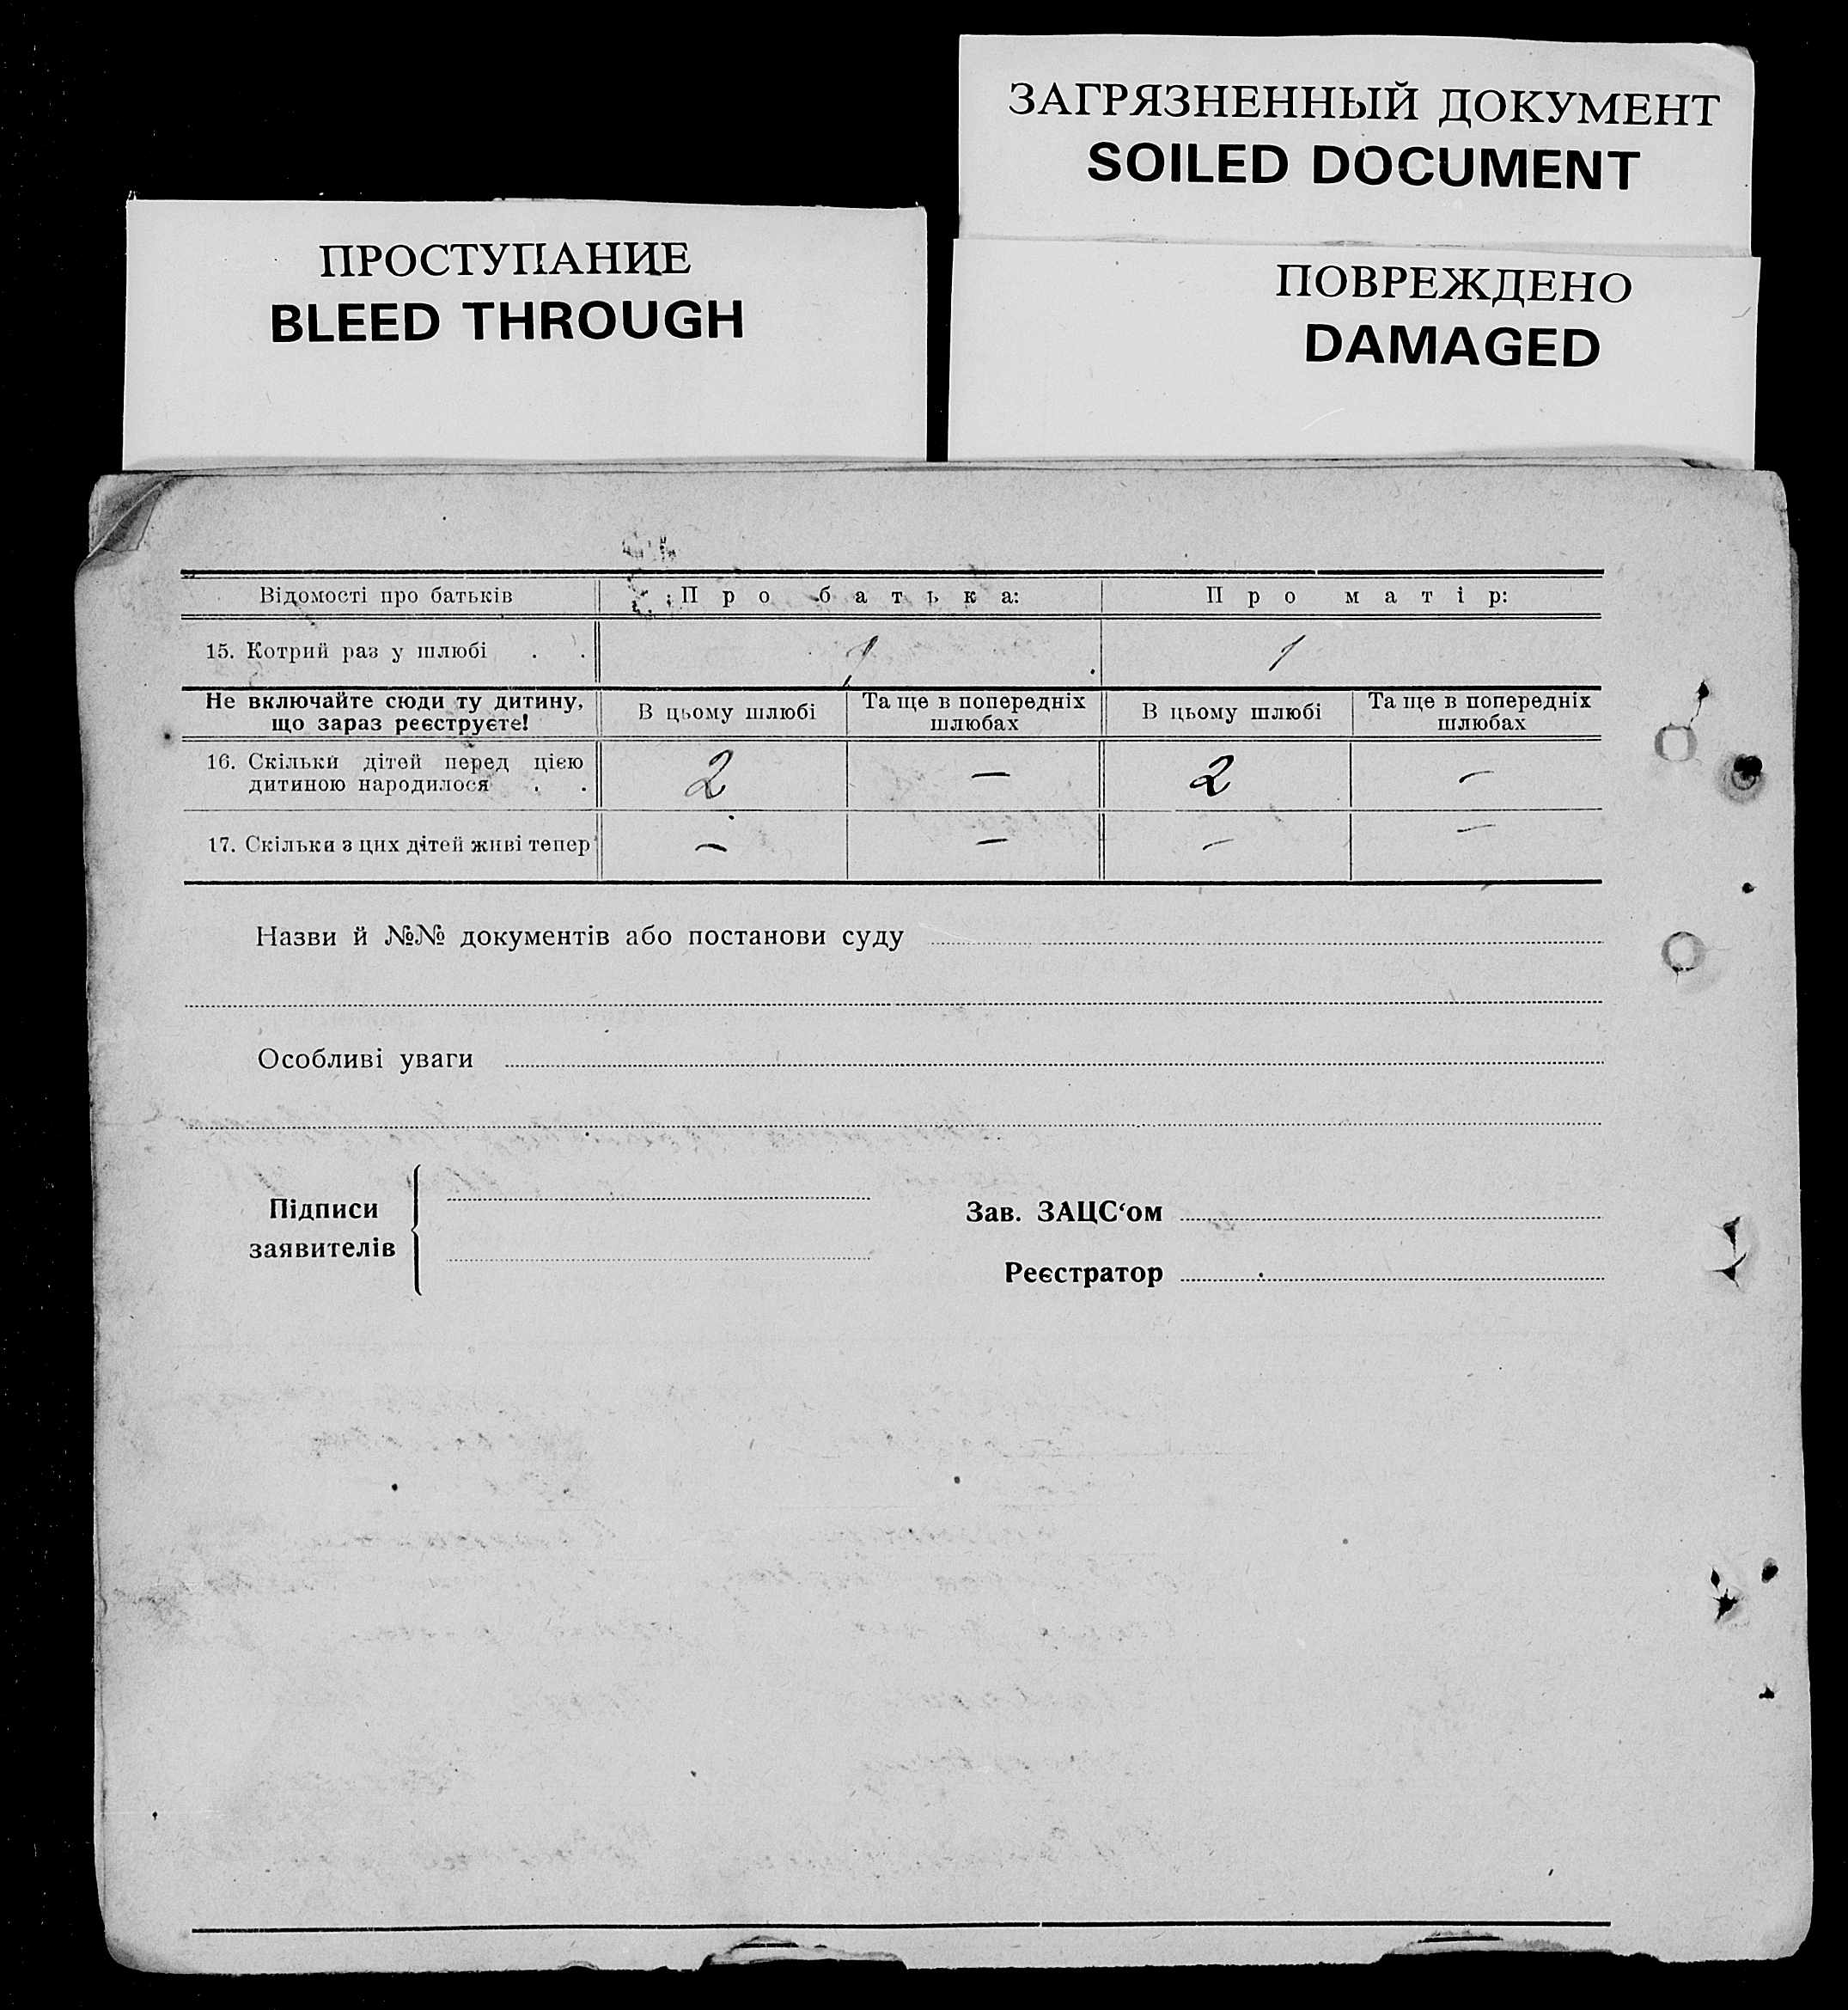 ЗАГРЯЗНЕННЫЙ ДОКУМЕНТ
SOILED DOCUMENT
ПРОСТУПАНИЕ
BLEED THROUGH
ПОВРЕЖДЕНО
DAMAGED
Відомості про батьків Про батька: Про матір:
15. Котрий раз у шлюбі . . 1 1
Не включайте сюди ту дитину,
що зараз реєструєте!
В цьому шлюбі
Та ще в попередніх
шлюбах
В цьому шлюбі
Та ще в попередніх
шлюбах
16. Скільки дітей перед цією
дитиною народилося . . 2 — 2 —
17. Скільки з цих дітей живі тепер — — — —
Назви й №№ документів або постанови суду
Особливі уваги
Підписи
заявителів
Зав. ЗАЦС‘ом
Реєстратор